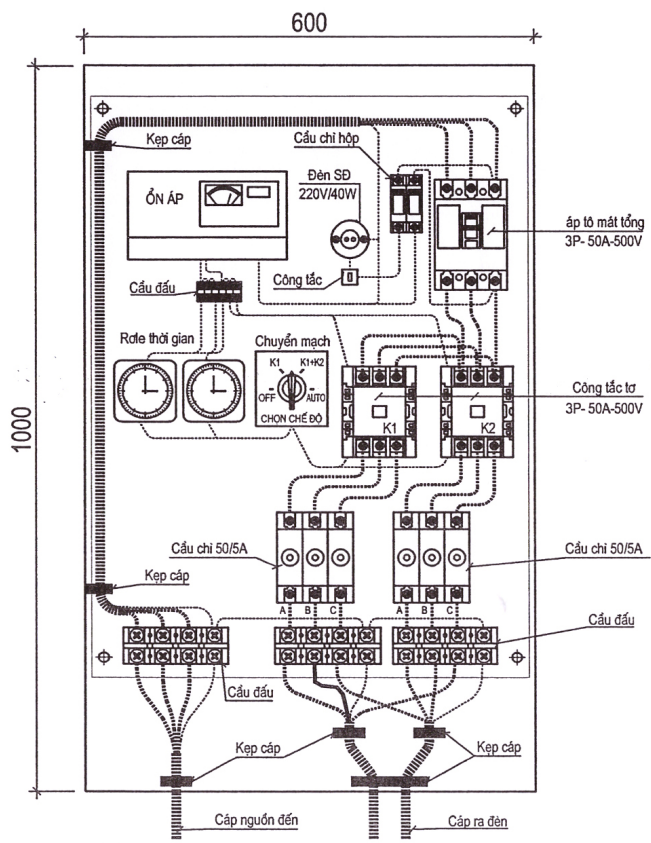 600
Kẹp cáp
Cầu chì hộp
Đèn SĐ
220V/40W
ỔN ÁP
áp tô mát tổng
3P- 50A-500V
Công tắc
Cầu đấu
Rơle thời gian
Chuyển mạch
K1
K1+K2
OFF
AUTO
CHỌN CHẾ ĐỘ
Công tắc tơ
3P- 50A-500V
K1
K2
1000
Cầu chì 50/5A
Cầu chì 50/5A
Kẹp cáp
A
B
C
A
B
C
Cầu đấu
Cầu đấu
Kẹp cáp
Kẹp cáp
Cáp nguồn đến
Cáp ra đèn